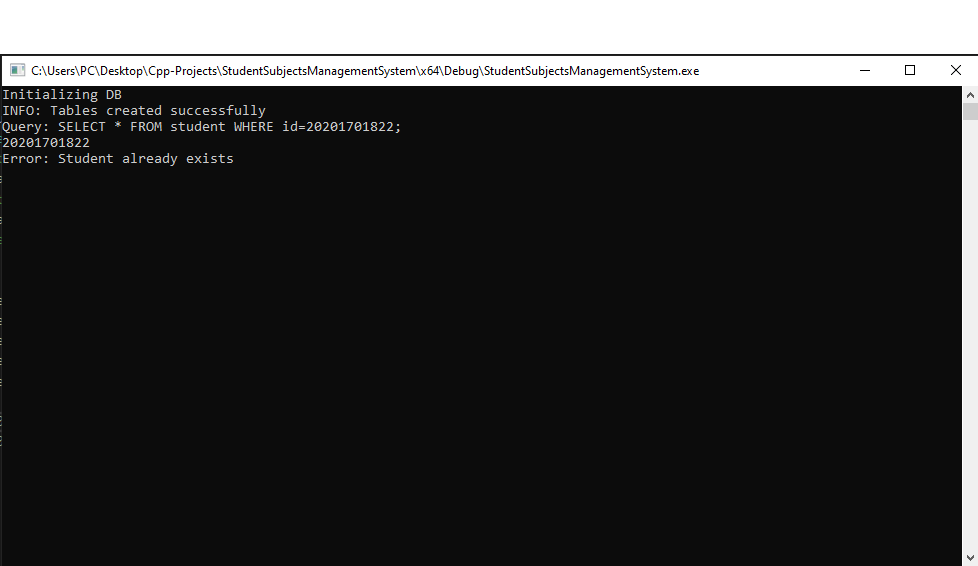 C:\Users\PC\Desktop\Cpp-Projects\StudentSubjectsManagementSystem\x64\Debug\StudentSubjectsManagementSystem.exe
Initializing DB
INFO: Tables created successfully
Query: SELECT * FROM student WHERE id=20201701822;
20201701822
Error: Student already exists